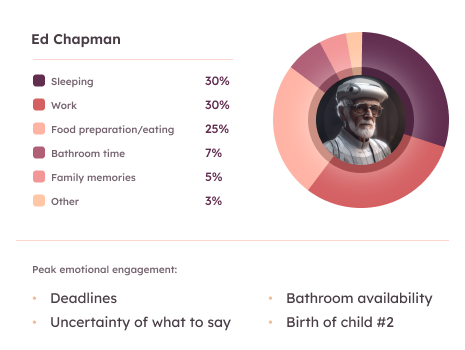 Ed Chapman
Sleeping 30%
Work 30%
Food preparation/eating 25%
Bathroom time 7%
Family memories 5%
Other 3%
Peak emotional engagement:
• Deadlines
• Uncertainty of what to say
• Bathroom availability
• Birth of child #2